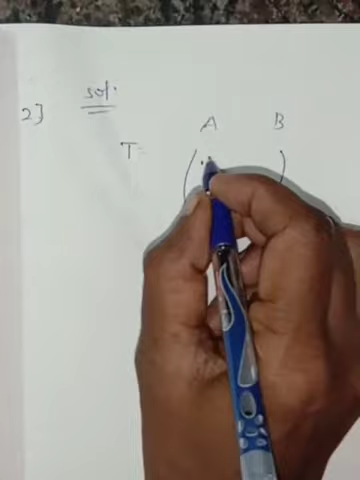 sol.
2]
A B
T= ( . . )